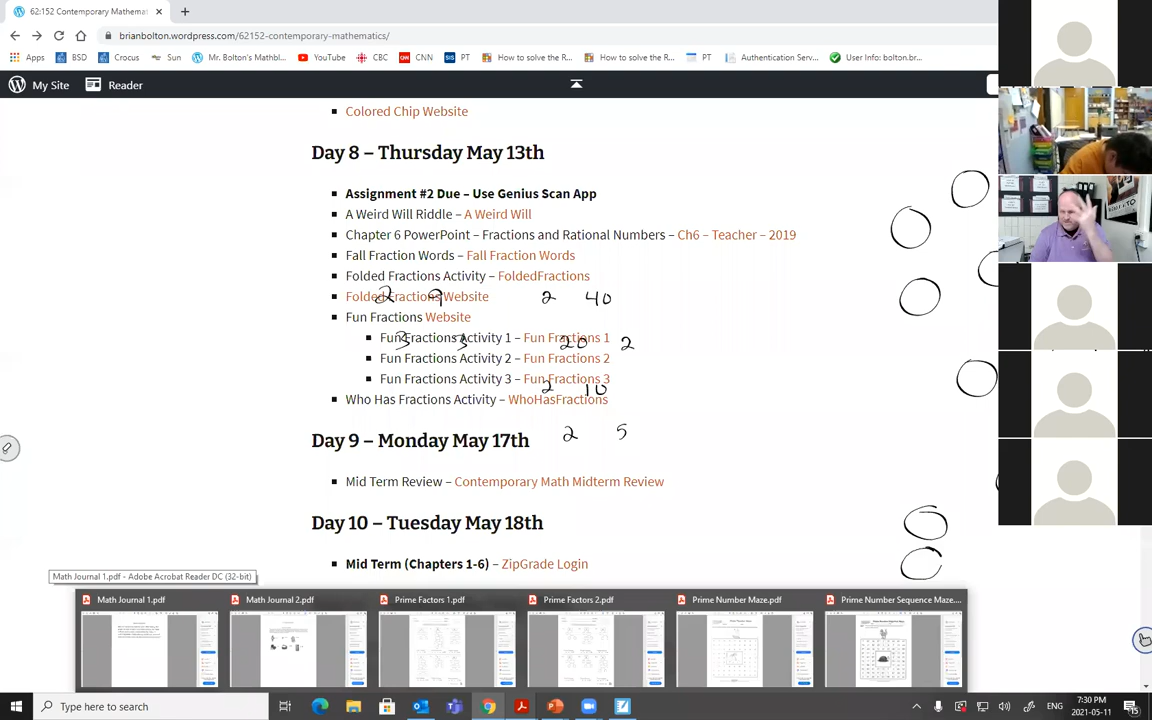 62:152 Contemporary Mathematic
brianbolton.wordpress.com/62152-contemporary-mathematics/
Apps BSD Crocus Sun Mr. Bolton's Mathbl... YouTube CBC CNN PT How to solve the R... How to solve the R... PT Authentication Serv... User Info: bolton.br...
My Site Reader
Colored Chip Website
Day 8 – Thursday May 13th
Assignment #2 Due – Use Genius Scan App
A Weird Will Riddle – A Weird Will
Chapter 6 PowerPoint – Fractions and Rational Numbers – Ch6 – Teacher – 2019
Fall Fraction Words – Fall Fraction Words
Folded Fractions Activity – FoldedFractions
Folded Fractions Website
2 9 2 40
Fun Fractions Website
Fun Fractions Activity 1 – Fun Fractions 1
3 3 20 2
Fun Fractions Activity 2 – Fun Fractions 2
Fun Fractions Activity 3 – Fun Fractions 3
2 10
Who Has Fractions Activity – WhoHasFractions
Day 9 – Monday May 17th
2 5
Mid Term Review – Contemporary Math Midterm Review
Day 10 – Tuesday May 18th
Mid Term (Chapters 1-6) – ZipGrade Login
Math Journal 1.pdf - Adobe Acrobat Reader DC (32-bit)
Math Journal 1.pdf Math Journal 2.pdf Prime Factors 1.pdf Prime Factors 2.pdf Prime Number Maze.pdf Prime Number Sequence Maze....
Type here to search
ENG
7:30 PM
2021-05-11
15